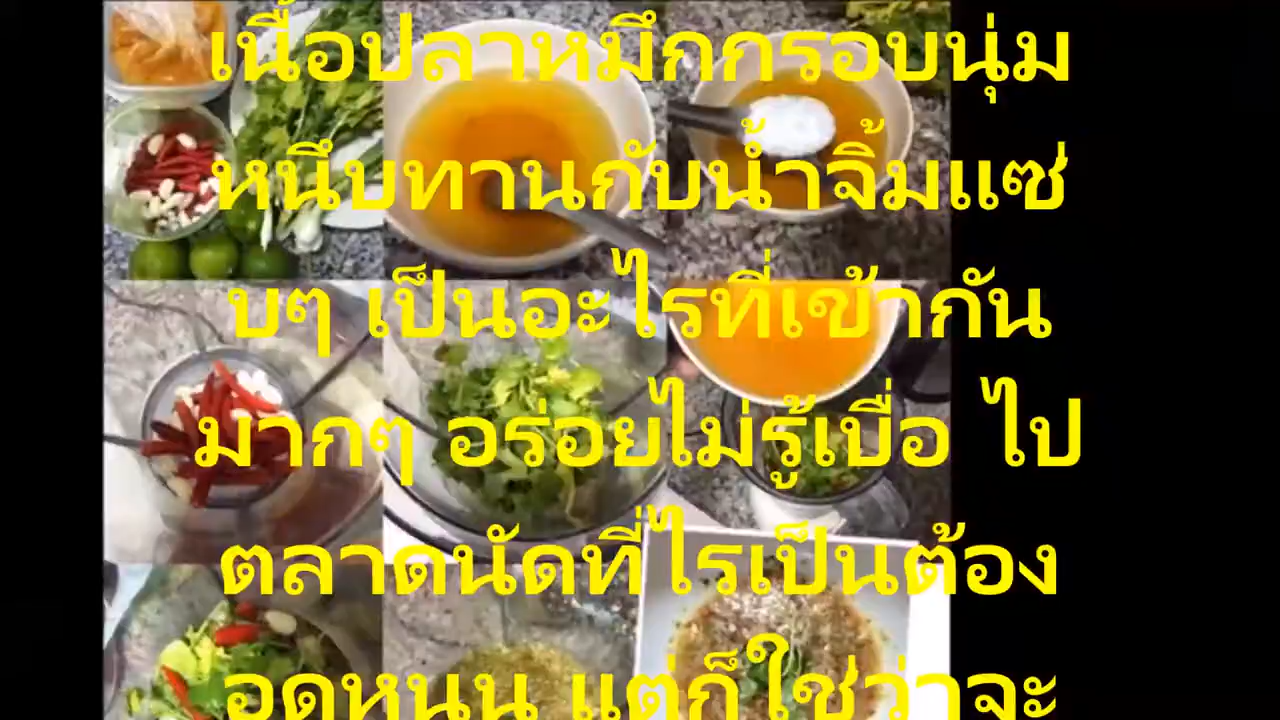 เนื้อปลาหมึกกรอบนุ่ม
หนึบทานกับน้ำจิ้มแซ่
บๆ เป็นอะไรที่เข้ากัน
มากๆ อร่อยไม่รู้เบื่อ ไป
ตลาดนัดที่ไรเป็นต้อง
อุดหนุน แต่ก็ใช่ว่าจะ